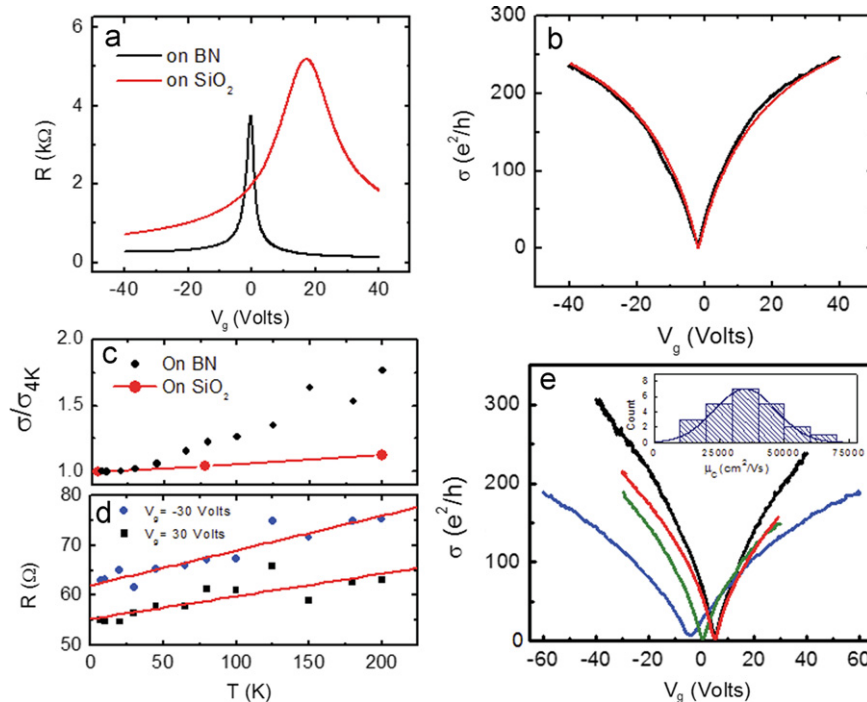 a
on BN
on SiO₂
R (kΩ)
6
4
2
0
-40 -20 0 20 40
Vg (Volts)
b
σ (e²/h)
300
200
100
0
-40 -20 0 20 40
Vg (Volts)
c
On BN
On SiO₂
σ/σ4K
2.0
1.5
1.0
d
Vg= -30 Volts
Vg= 30 Volts
R (Ω)
80
75
70
65
60
55
50
0 50 100 150 200
T (K)
e
σ (e²/h)
300
200
100
0
-60 -40 -20 0 20 40 60
Vg (Volts)
Count
8
6
4
2
0
0 25000 50000 75000
μC (cm²/Vs)